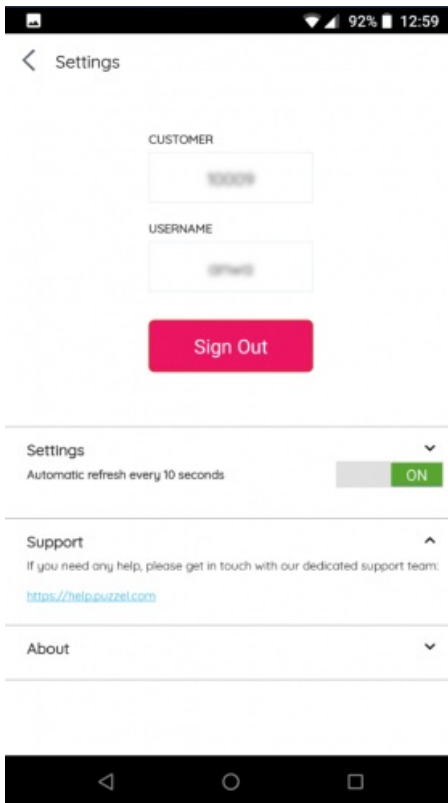 92% 12:59
Settings
CUSTOMER
USERNAME
Sign Out
Settings
Automatic refresh every 10 seconds
ON
Support
If you need any help, please get in touch with our dedicated support team:
https://help.puzzel.com
About